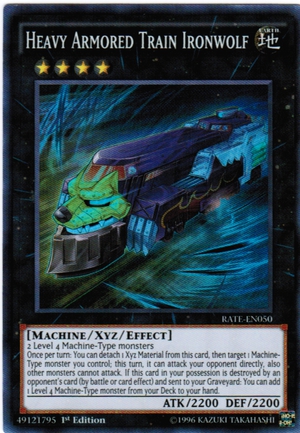 HEAVY ARMORED TRAIN IRONWOLF
EARTH
地
RATE-EN050
[MACHINE/XYZ/EFFECT]
2 Level 4 Machine-Type monsters
Once per turn: You can detach 1 Xyz Material from this card, then target 1 Machine-Type
monster you control; this turn, it can attack your opponent directly, also
other monsters cannot attack. If this card in your possession is destroyed by an
opponent's card (by battle or card effect) and sent to your Graveyard: You can add
1 Level 4 Machine-Type monster from your Deck to your hand.
ATK/2200 DEF/2200
49121795 1st Edition ©1996 KAZUKI TAKAHASHI